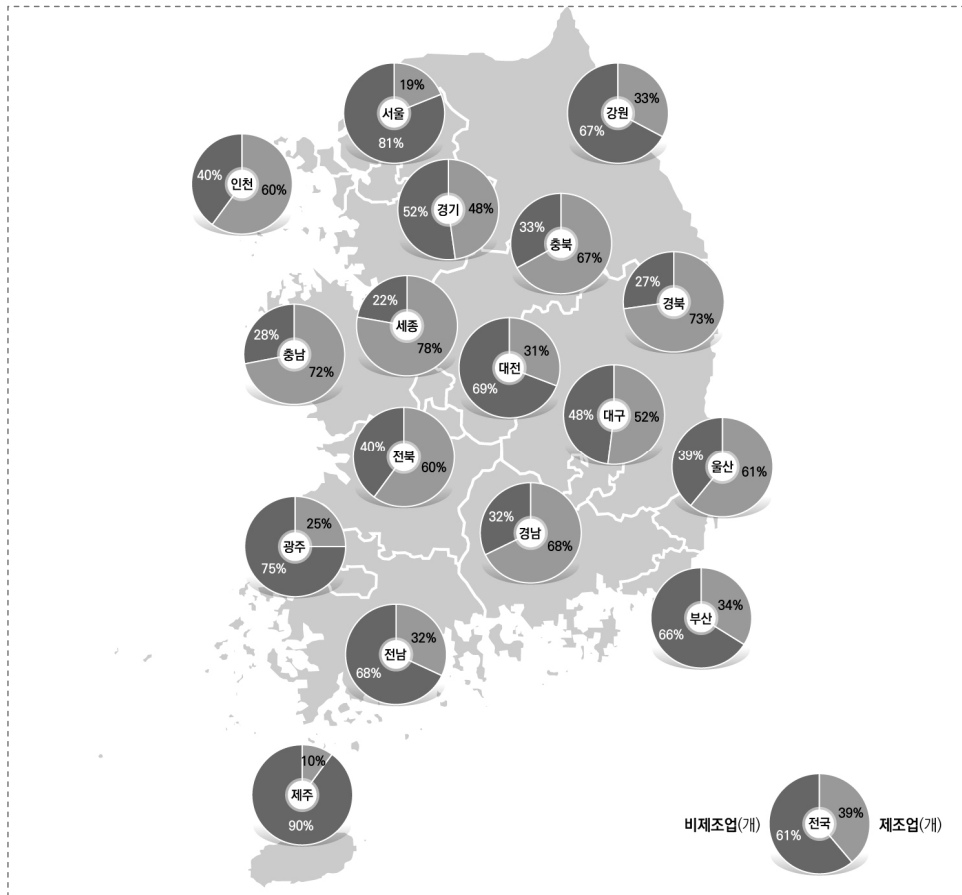 19%
서울
81%
33%
강원
67%
40%
인천
60%
52%
경기
48%
33%
충북
67%
27%
경북
73%
22%
세종
78%
28%
충남
72%
31%
대전
69%
48%
대구
52%
40%
전북
60%
39%
울산
61%
25%
광주
75%
32%
경남
68%
34%
부산
66%
32%
전남
68%
10%
제주
90%
비제조업(개)
39%
전국
61%
제조업(개)